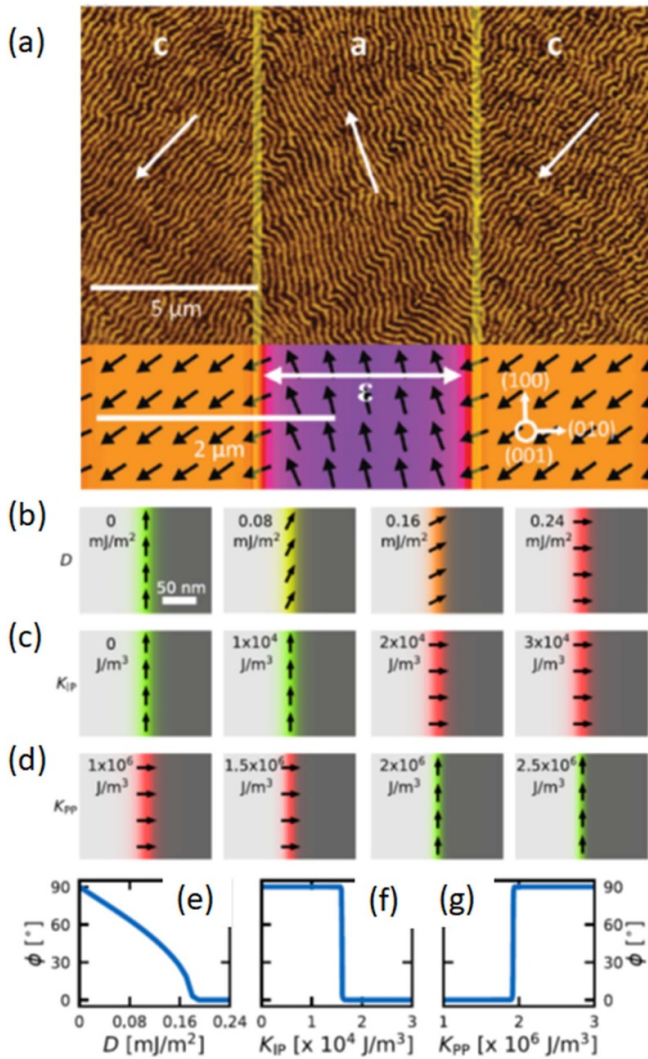 (a)
c a c
5 μm
ε
2 μm
(100)
(010)
(001)
(b)
D
0 mJ/m²
50 nm
0.08 mJ/m²
0.16 mJ/m²
0.24 mJ/m²
(c)
K_IP
0 J/m³
1x10⁴ J/m³
2x10⁴ J/m³
3x10⁴ J/m³
(d)
K_PP
1x10⁶ J/m³
1.5x10⁶ J/m³
2x10⁶ J/m³
2.5x10⁶ J/m³
(e) (f) (g)
90 90
60 60
30 30
0 0
ϕ [°] ϕ [°]
0 0.08 0.16 0.24 0 1 2 3 1 2 3
D [mJ/m²] K_IP [x 10⁴ J/m³] K_PP [x 10⁶ J/m³]